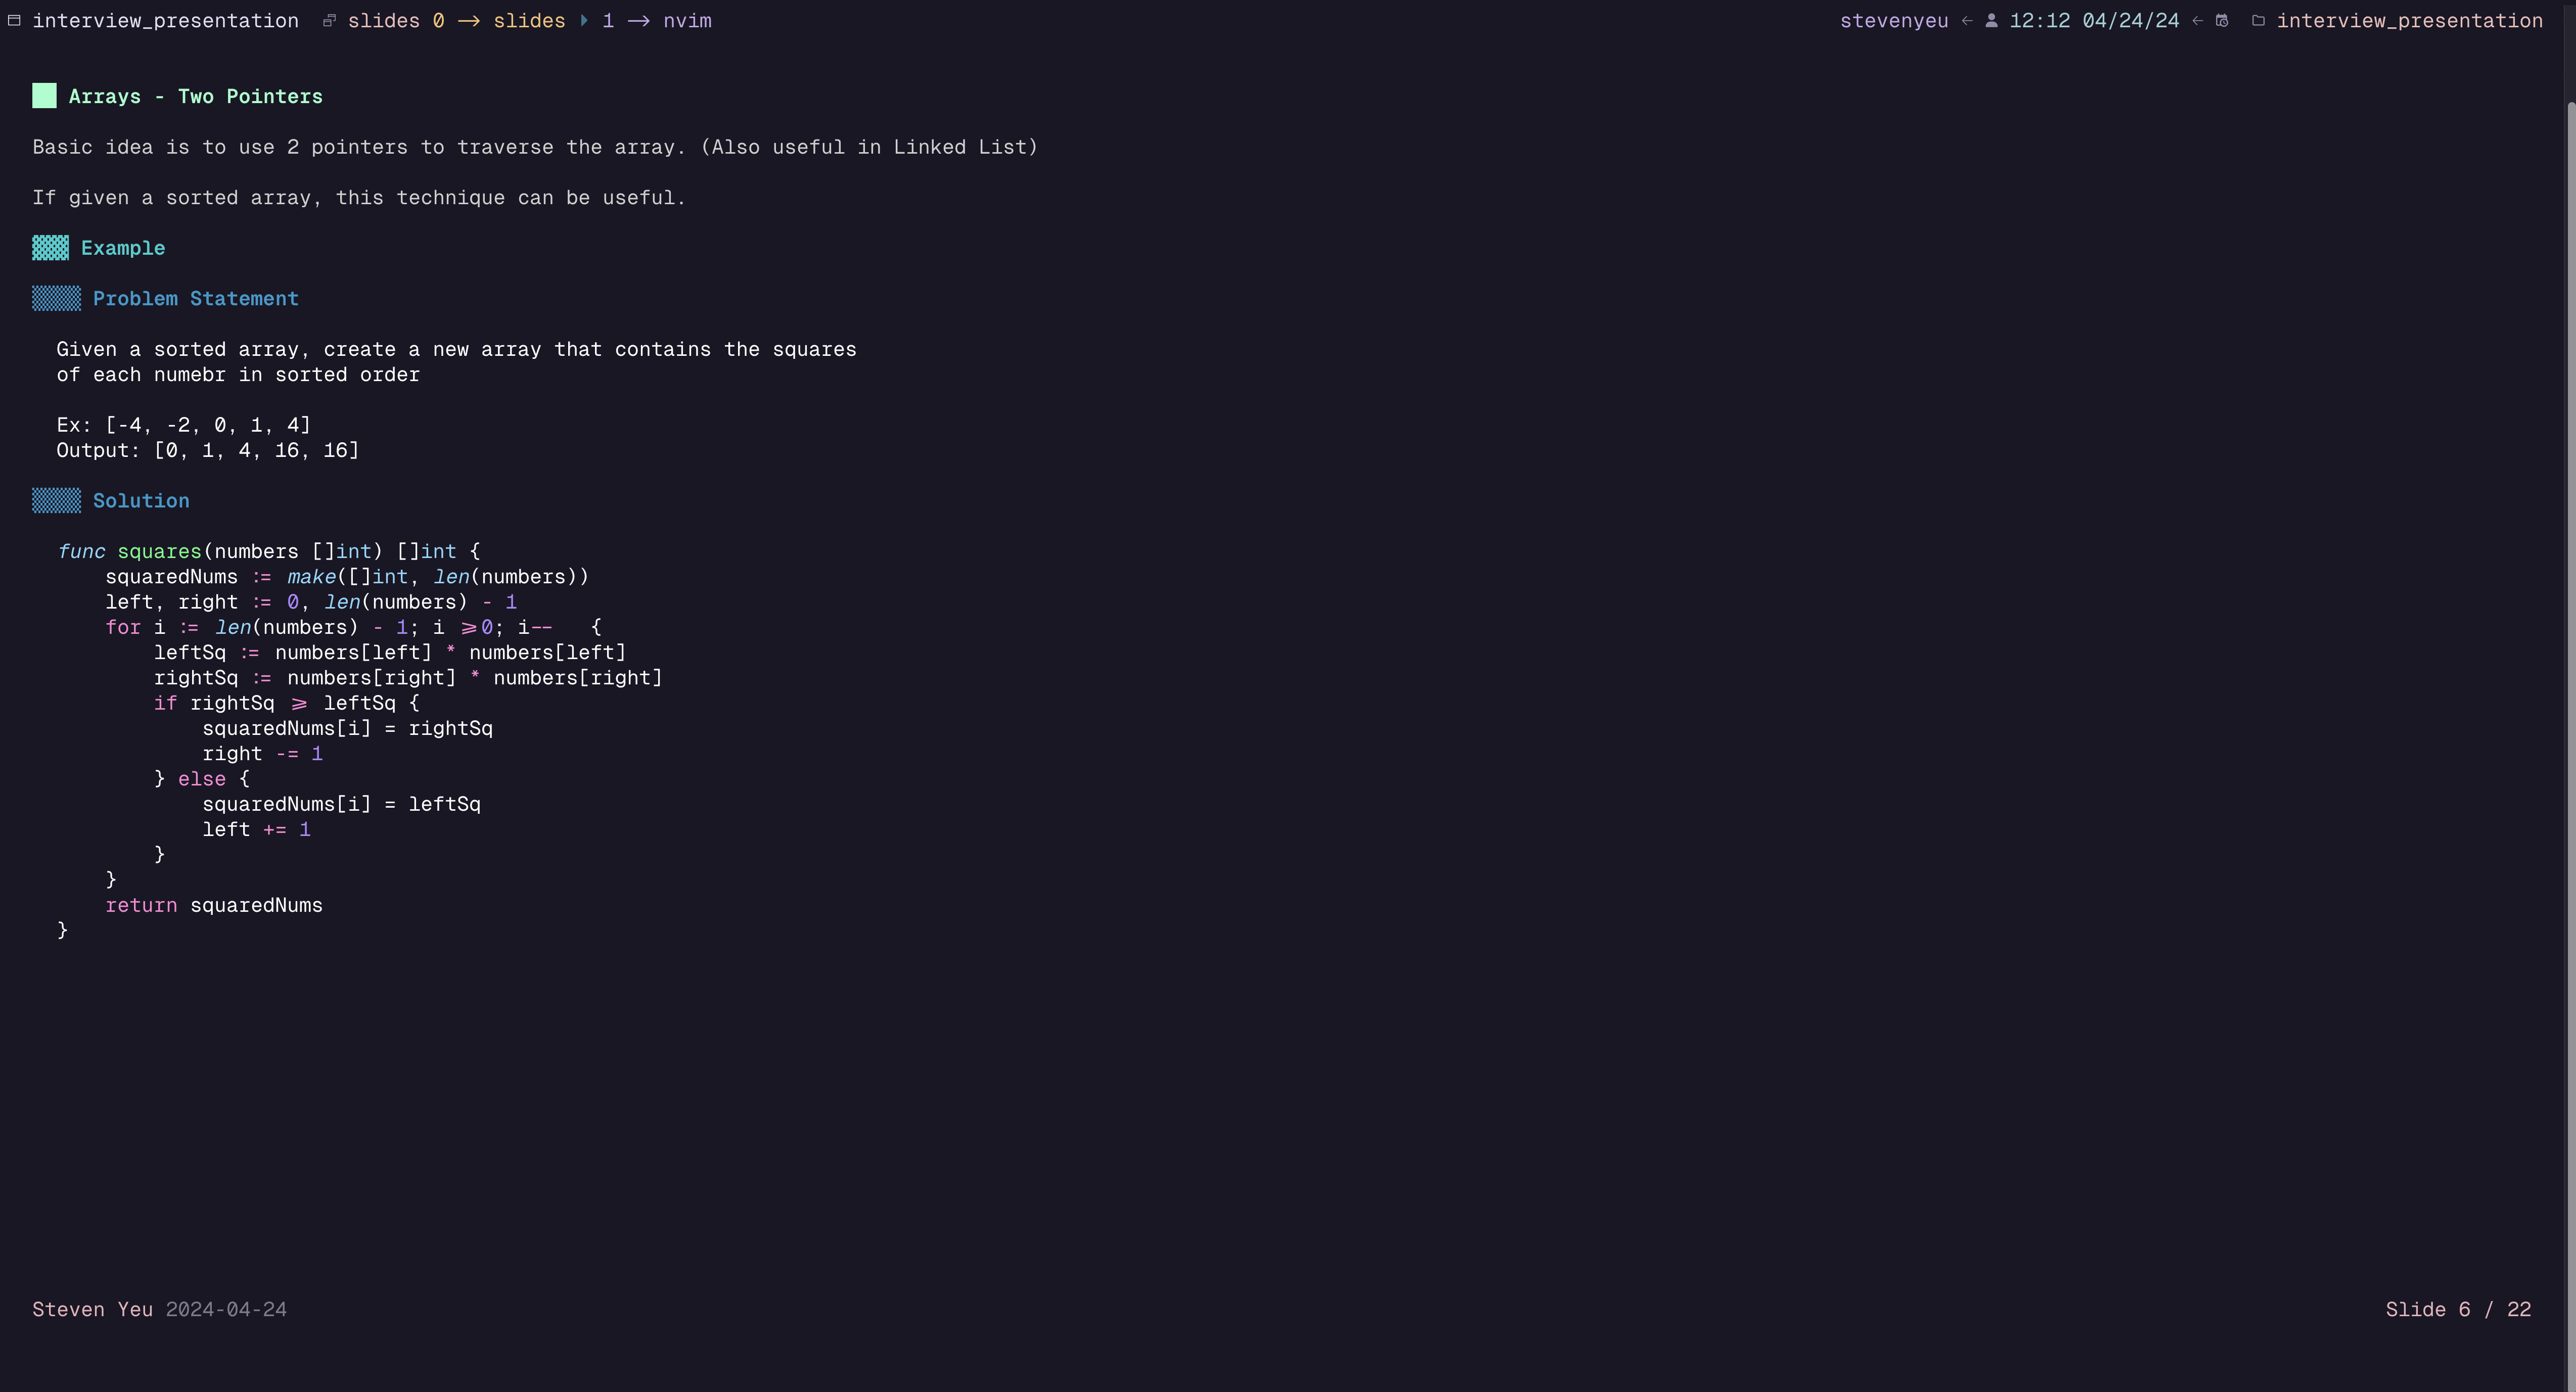 interview_presentation slides 0 → slides 1 → nvim stevenyeu ← 12:12 04/24/24 ← interview_presentation
Arrays - Two Pointers
Basic idea is to use 2 pointers to traverse the array. (Also useful in Linked List)
If given a sorted array, this technique can be useful.
Example
Problem Statement
Given a sorted array, create a new array that contains the squares
of each numebr in sorted order
Ex: [-4, -2, 0, 1, 4]
Output: [0, 1, 4, 16, 16]
Solution
func squares(numbers []int) []int {
    squaredNums := make([]int, len(numbers))
    left, right := 0, len(numbers) - 1
    for i := len(numbers) - 1; i >=0; i--   {
        leftSq := numbers[left] * numbers[left]
        rightSq := numbers[right] * numbers[right]
        if rightSq >= leftSq {
            squaredNums[i] = rightSq
            right -= 1
        } else {
            squaredNums[i] = leftSq
            left += 1
        }
    }
    return squaredNums
}
Steven Yeu 2024-04-24 Slide 6 / 22